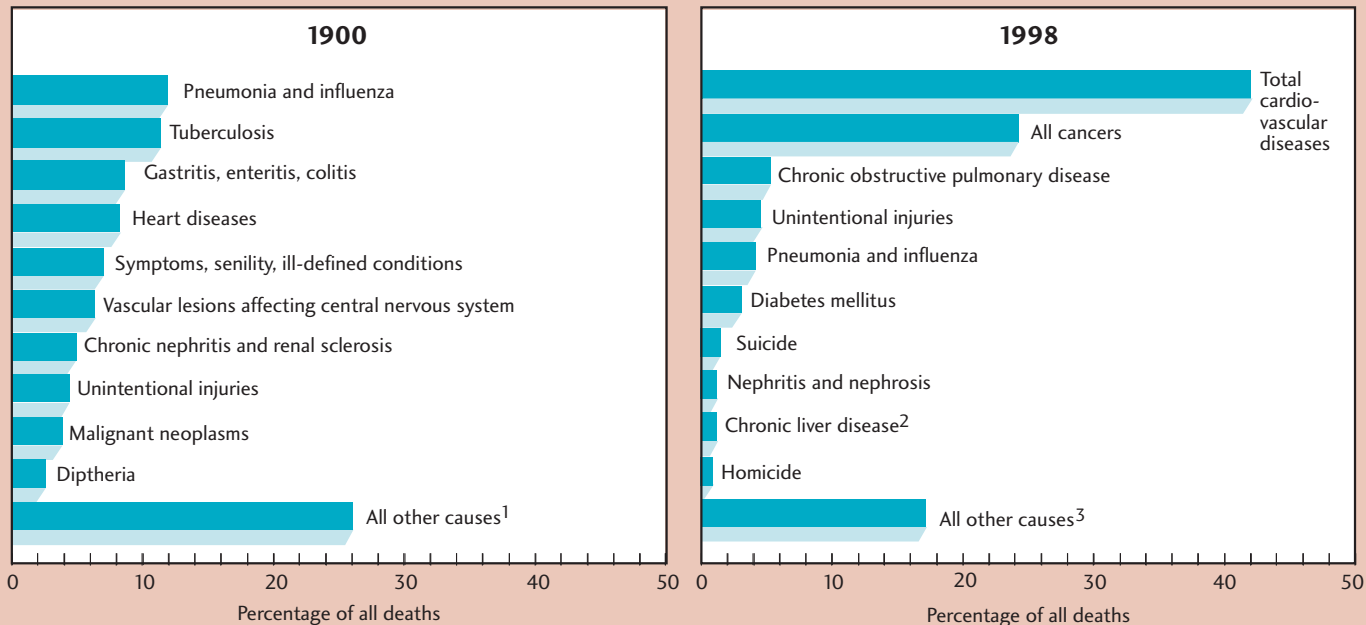 1900
Pneumonia and influenza
Tuberculosis
Gastritis, enteritis, colitis
Heart diseases
Symptoms, senility, ill-defined conditions
Vascular lesions affecting central nervous system
Chronic nephritis and renal sclerosis
Unintentional injuries
Malignant neoplasms
Diptheria
All other causes1
0 10 20 30 40 50
Percentage of all deaths
1998
Total
cardio-
vascular
diseases
All cancers
Chronic obstructive pulmonary disease
Unintentional injuries
Pneumonia and influenza
Diabetes mellitus
Suicide
Nephritis and nephrosis
Chronic liver disease2
Homicide
All other causes3
0 10 20 30 40 50
Percentage of all deaths